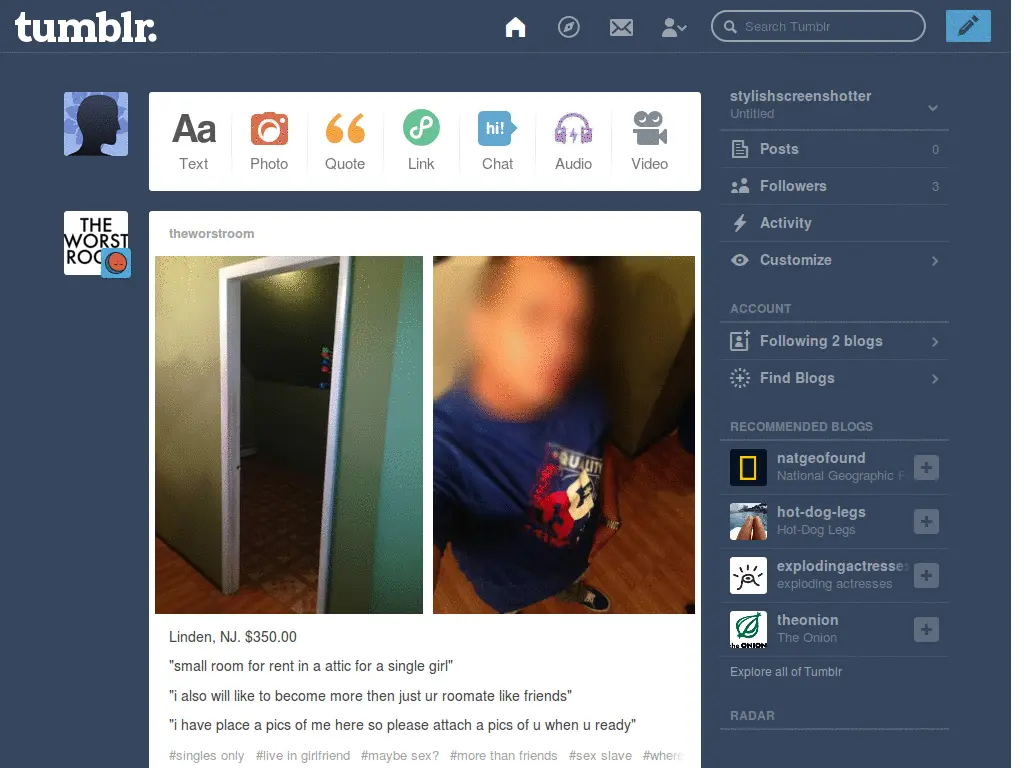 tumblr.
Search Tumblr
Aa
hi!
Text
Photo
Quote
Link
Chat
Audio
Video
THE
WORST
theworstroom
QUALITY
Linden, NJ. $350.00
"small room for rent in a attic for a single girl"
"i also will like to become more then just ur roomate like friends"
"i have place a pics of me here so please attach a pics of u when u ready"
#singles only #live in girlfriend #maybe sex? #more than friends #sex slave #where
stylishscreenshotter
Untitled
Posts 0
Followers 3
Activity
Customize
ACCOUNT
Following 2 blogs
Find Blogs
RECOMMENDED BLOGS
natgeofound
National Geographic F
hot-dog-legs
Hot-Dog Legs
explodingactresses
exploding actresses
theonion
The Onion
the ONION
Explore all of Tumblr
RADAR